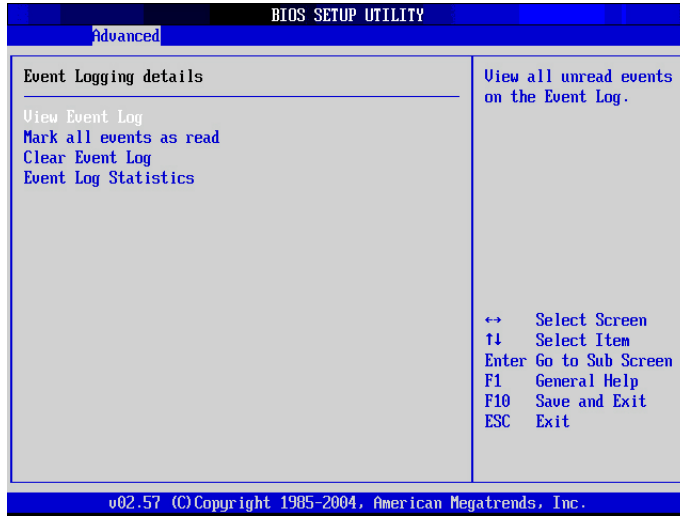 BIOS SETUP UTILITY
Advanced
Event Logging details
View Event Log
Mark all events as read
Clear Event Log
Event Log Statistics
View all unread events
on the Event Log.
↔ Select Screen
↑↓ Select Item
Enter Go to Sub Screen
F1 General Help
F10 Save and Exit
ESC Exit
v02.57 (C)Copyright 1985-2004, American Megatrends, Inc.